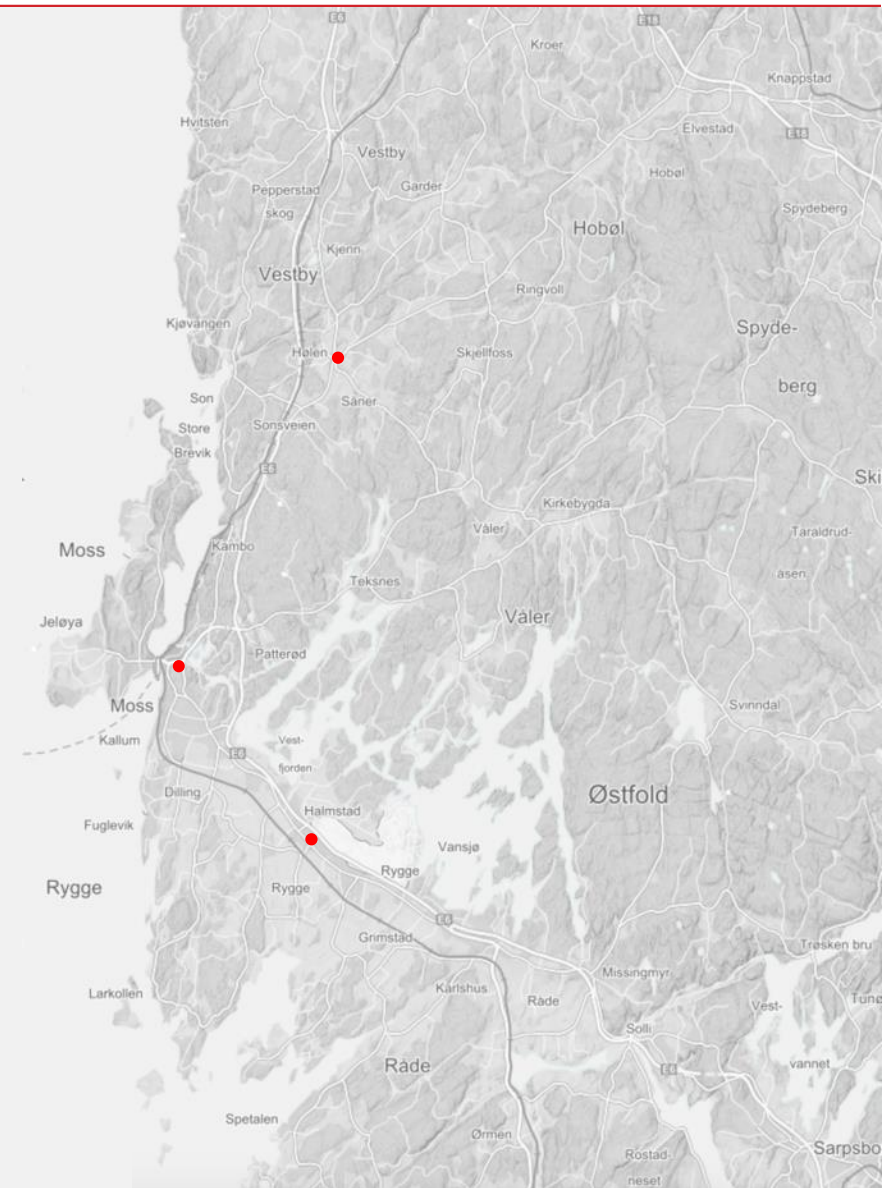 E6
E18
Kroer
Knappstad
Hvitsten
Elvestad
E18
Vestby
Hobøl
Pepperstad
skog
Garder
Spydeberg
Hobøl
Kjenn
Vestby
Ringvoll
Kjøvangen
Spyde-
berg
Hølen
Skjellfoss
Son
Såner
Store
Brevik
Sonsveien
E6
Ski
Kirkebygda
Våler
Taraldrud-
åsen
Kambo
Moss
Teksnes
Jeløya
Våler
Patterød
Moss
Svinndal
Kallum
Vest-
fjorden
E6
Dilling
Østfold
Halmstad
Fuglevik
Vansjø
Rygge
Rygge
Rygge
E6
Grimstad
Trøsken bru
Missingmyr
Larkollen
Karlshus
Råde
Vest-
vannet
Tunø
Solli
Råde
E6
Spetalen
Ørmen
Sarpsbo
Rostad-
neset